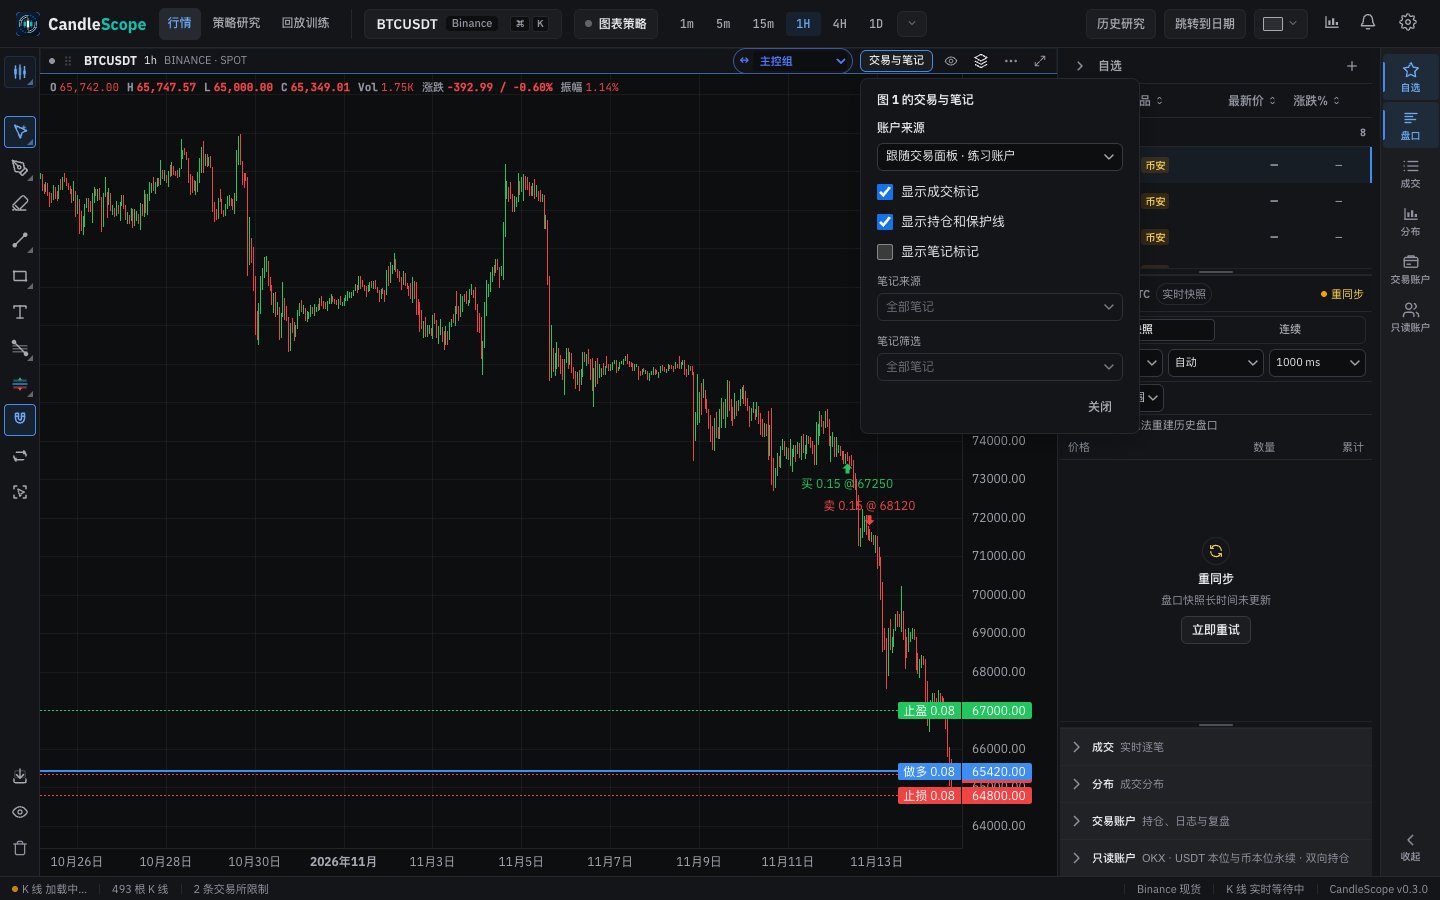 CandleScope 行情 策略研究 回放训练 BTCUSDT Binance ⌘ K 图表策略 1m 5m 15m 1H 4H 1D 历史研究 跳转到日期
BTCUSDT 1h BINANCE · SPOT 主控组 交易与笔记
O 65,742.00 H 65,747.57 L 65,000.00 C 65,349.01 Vol 1.75K 涨跌 -392.99 / -0.60% 振幅 1.14%
图 1 的交易与笔记
账户来源
跟随交易面板 · 练习账户
显示成交标记
显示持仓和保护线
显示笔记标记
笔记来源
全部笔记
笔记筛选
全部笔记
关闭
自选
品 最新价 涨跌%
8
币安 — —
币安 — —
币安 — —
TC 实时快照 重同步
照 连续
自动 1000 ms
法重建历史盘口
价格 数量 累计
重同步
盘口快照长时间未更新
立即重试
成交 实时逐笔
分布 成交分布
交易账户 持仓、日志与复盘
只读账户 OKX · USDT 本位与币本位永续 · 双向持仓
自选
盘口
成交
分布
交易账户
只读账户
收起
买 0.15 @ 67250
卖 0.15 @ 68120
74000.00
73000.00
72000.00
71000.00
70000.00
69000.00
68000.00
止盈 0.08 67000.00
66000.00
做多 0.08 65420.00
止损 0.08 64800.00
64000.00
10月26日 10月28日 10月30日 2026年11月 11月3日 11月5日 11月7日 11月9日 11月11日 11月13日
K 线 加载中... 493 根 K 线 2 条交易所限制 Binance 现货 K 线 实时等待中 CandleScope v0.3.0